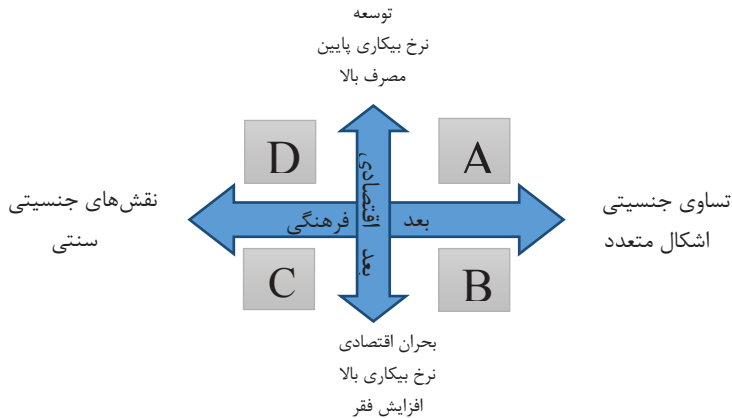 توسعه
نرخ بیکاری پایین
مصرف بالا
D
A
نقش‌های جنسیتی
سنتی
بعد فرهنگی
بعد اقتصادی
تساوی جنسیتی
اشکال متعدد
C
B
بحران اقتصادی
نرخ بیکاری بالا
افزایش فقر